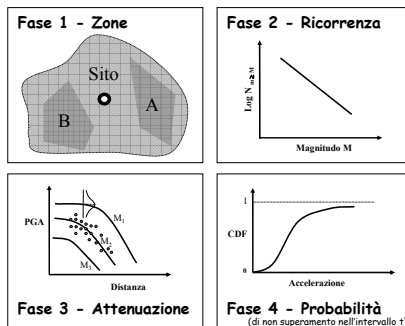 Fase 1 - Zone
Sito
A
B
Fase 2 - Ricorrenza
Log N m≥M
Magnitudo M
PGA
M1
M2
M3
Distanza
Fase 3 - Attenuazione
1
CDF
0
Accelerazione
Fase 4 - Probabilità
(di non superamento nell'intervallo t)